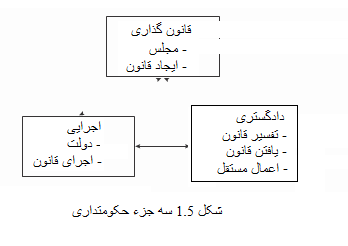 قانون گذاری
- مجلس
- ایجاد قانون
دادگستری
- تفسیر قانون
- یافتن قانون
- اعمال مستقل
اجرایی
- دولت
- اجرای قانون
شکل 1.5 سه جزء حکومتداری